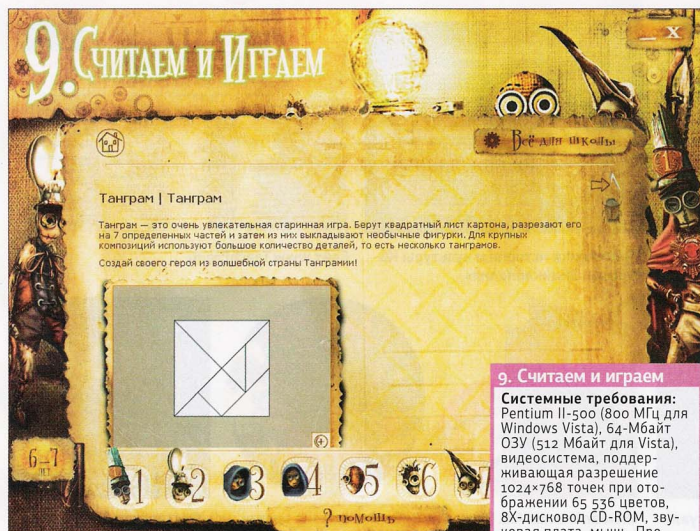 9. Считаем и Играем
_ X
Всё для школы
Танграм | Танграм
Танграм — это очень увлекательная старинная игра. Берут квадратный лист картона, разрезают его
на 7 определенных частей и затем из них выкладывают необычные фигурки. Для крупных
композиций используют большое количество деталей, то есть несколько танграмов.
Создай своего героя из волшебной страны Танграмии!
6-7
лет
1 2 3 4 5 6 7
? помощь
9. Считаем и играем
Системные требования:
Pentium II-500 (800 МГц для
Windows Vista), 64-Мбайт
ОЗУ (512 Мбайт для Vista),
видеосистема, поддер-
живающая разрешение
1024×768 точек при ото-
бражении 65 536 цветов,
8X-дисковод CD-ROM, зву-